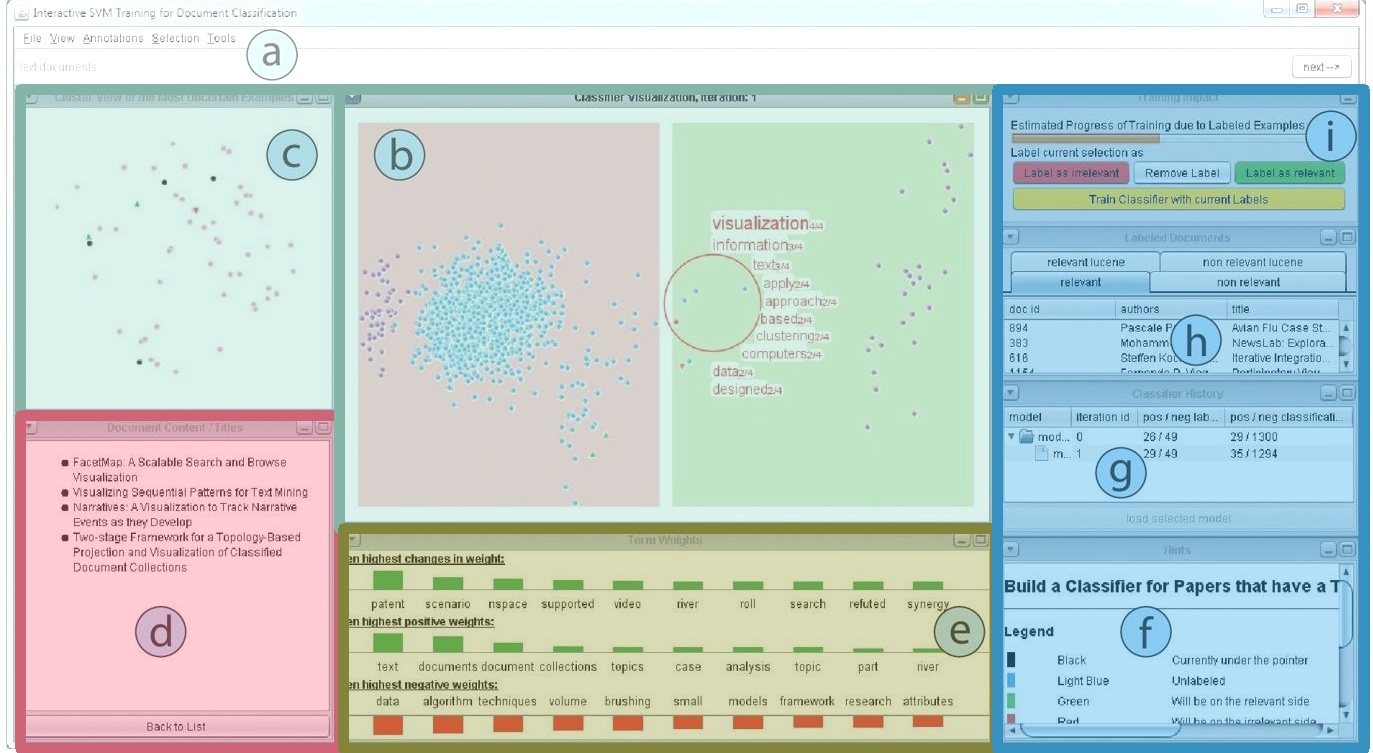 Interactive SVM Training for Document Classification
File View Annotations Selection Tools
a
text documents
next -->
Cluster View of the Most Uncertain Examples
c
Classifier Visualization, Iteration: 1
b
visualization4/4
information3/4
text3/4
apply2/4
approach2/4
based2/4
clustering2/4
computers2/4
data2/4
designed2/4
Training Impact
Estimated Progress of Training due to Labeled Examples
i
Label current selection as
Label as irrelevant Remove Label Label as relevant
Train Classifier with current Labels
Labeled Documents
relevant lucene non relevant lucene
relevant non relevant
doc id authors title
894 Pascale P Avian Flu Case St...
383 Mohamm NewsLab: Explora...
616 Steffen Ko Iterative Integratio...
h
Classifier History
model iteration id pos / neg lab... pos / neg classificati...
mod... 0 26 / 49 29 / 1300
m... 1 29 / 49 35 / 1294
g
load selected model
Document Content / Titles
FacetMap: A Scalable Search and Browse
Visualization
Visualizing Sequential Patterns for Text Mining
Narratives: A Visualization to Track Narrative
Events as they Develop
Two-stage Framework for a Topology-Based
Projection and Visualization of Classified
Document Collections
d
Back to List
Term Weights
en highest changes in weight:
patent scenario nspace supported video river roll search refuted synergy
en highest positive weights:
e
text documents document collections topics case analysis topic part river
en highest negative weights:
data algorithm techniques volume brushing small models framework research attributes
Hints
Build a Classifier for Papers that have a T
Legend
f
Black Currently under the pointer
Light Blue Unlabeled
Green Will be on the relevant side
Red Will be on the irrelevant side